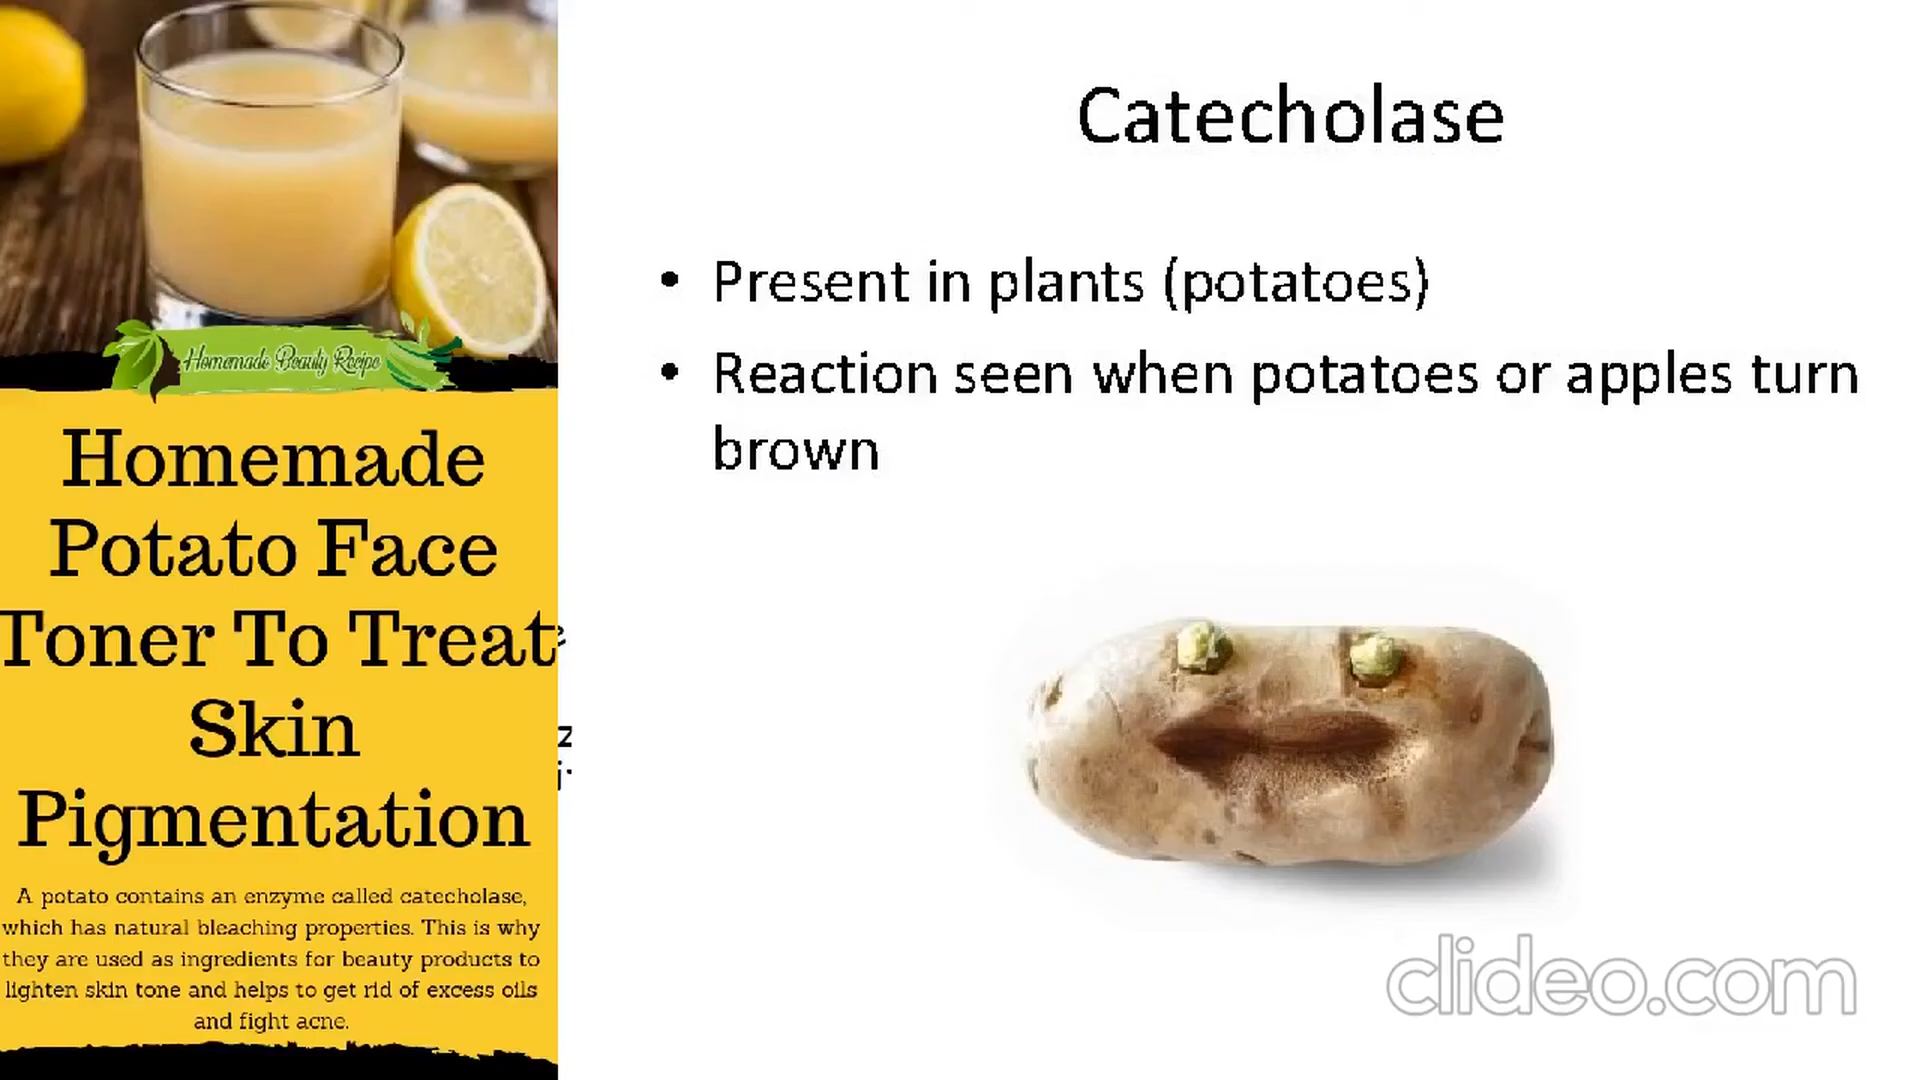 Homemade Beauty Recipe
Homemade
Potato Face
Toner To Treat
Skin
Pigmentation
A potato contains an enzyme called catecholase,
which has natural bleaching properties. This is why
they are used as ingredients for beauty products to
lighten skin tone and helps to get rid of excess oils
and fight acne.
Catecholase
• Present in plants (potatoes)
• Reaction seen when potatoes or apples turn
brown
clideo.com